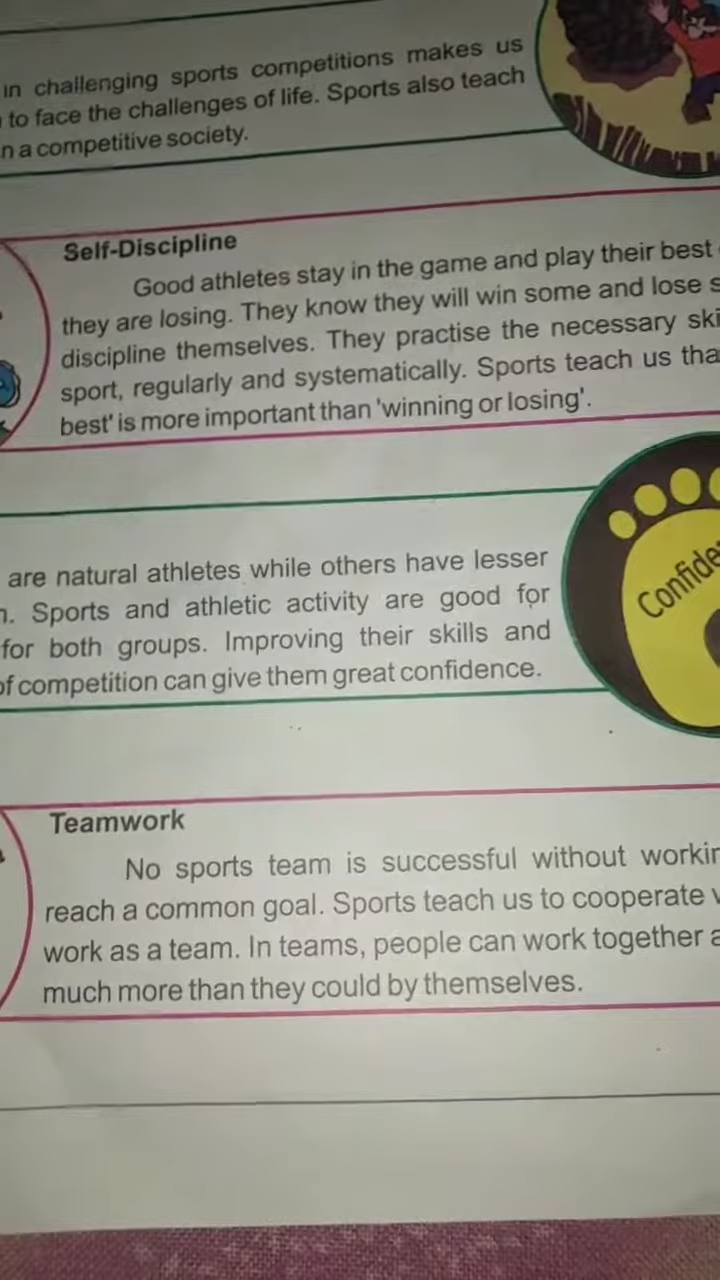 in challenging sports competitions makes us
to face the challenges of life. Sports also teach
a competitive society.
Self-Discipline
Good athletes stay in the game and play their best
they are losing. They know they will win some and lose
discipline themselves. They practise the necessary
sport, regularly and systematically. Sports teach us
best' is more important than 'winning or losing'.
are natural athletes while others have lesser
Sports and athletic activity are good for
for both groups. Improving their skills and
of competition can give them great confidence.
Teamwork
No sports team is successful without
reach a common goal. Sports teach us to cooperate
work as a team. In teams, people can work together
much more than they could by themselves.